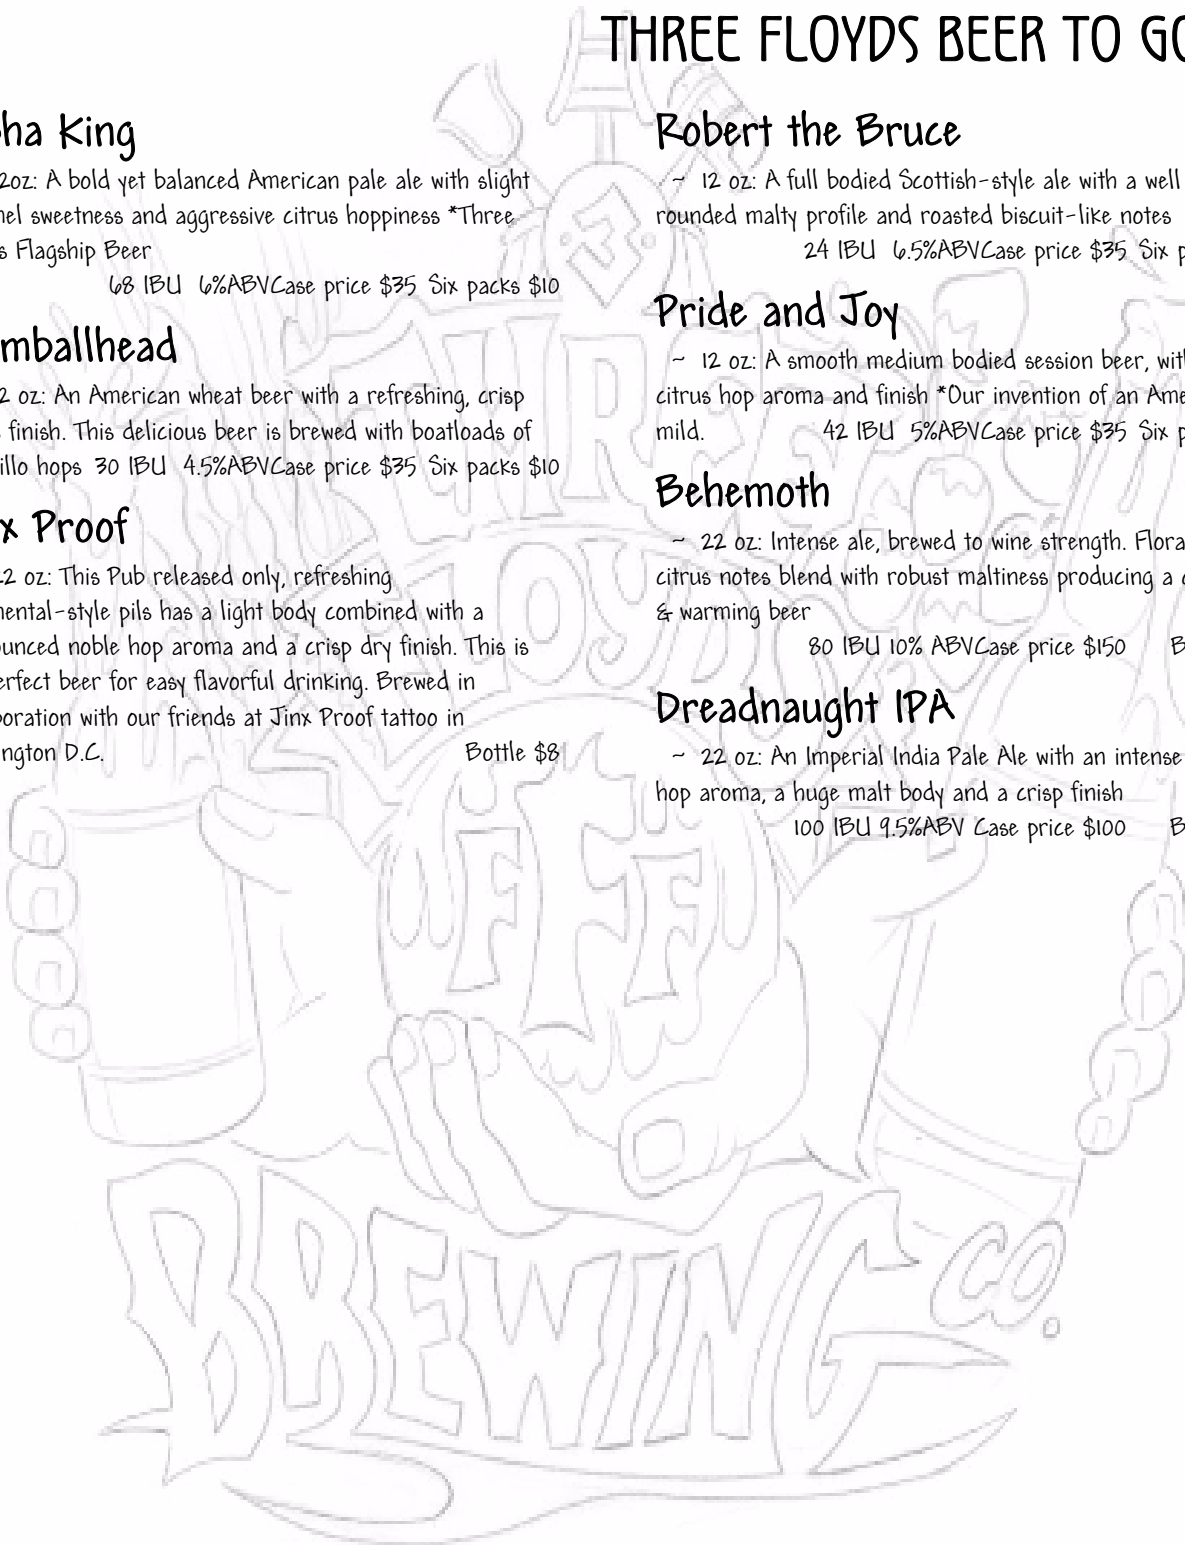 THREE FLOYDS BEER TO GO
ha King
2oz: A bold yet balanced American pale ale with slight
nel sweetness and aggressive citrus hoppiness *Three
s Flagship Beer
68 IBU 6%ABVCase price $35 Six packs $10
mballhead
2 oz: An American wheat beer with a refreshing, crisp
finish. This delicious beer is brewed with boatloads of
illo hops 30 IBU 4.5%ABVCase price $35 Six packs $10
x Proof
22 oz: This Pub released only, refreshing
nental-style pils has a light body combined with a
ounced noble hop aroma and a crisp dry finish. This is
erfect beer for easy flavorful drinking. Brewed in
boration with our friends at Jinx Proof tattoo in
ngton D.C. Bottle $8
Robert the Bruce
~ 12 oz: A full bodied Scottish-style ale with a well
rounded malty profile and roasted biscuit-like notes
24 IBU 6.5%ABVCase price $35 Six p
Pride and Joy
~ 12 oz: A smooth medium bodied session beer, with
citrus hop aroma and finish *Our invention of an Ame
mild. 42 IBU 5%ABVCase price $35 Six p
Behemoth
~ 22 oz: Intense ale, brewed to wine strength. Flora
citrus notes blend with robust maltiness producing a
& warming beer
80 IBU 10% ABVCase price $150 B
Dreadnaught IPA
~ 22 oz: An Imperial India Pale Ale with an intense
hop aroma, a huge malt body and a crisp finish
100 IBU 9.5%ABV Case price $100 B
3
THREE
FLOYDS
FFF
BREWING CO.